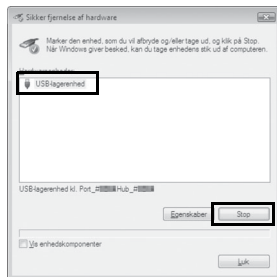 Sikker fjernelse af hardware
Marker den enhed, som du vil afbryde og/eller tage ud, og klik på Stop.
Når Windows giver besked, kan du tage enhedens stik ud af computeren.
USB-lagerenhed
USB-lagerenhed kl. Port_# Hub_#
Egenskaber
Stop
Vis enhedskomponenter
Luk